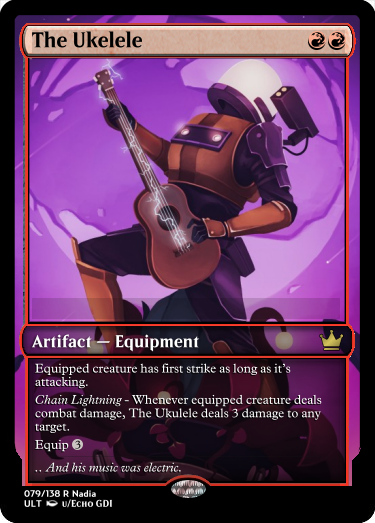 The Ukelele
Artifact — Equipment
Equipped creature has first strike as long as it's
attacking.
Chain Lightning - Whenever equipped creature deals
combat damage, The Ukulele deals 3 damage to any
target.
Equip 3
.. And his music was electric.
079/138 R Nadia
ULT U/ECHO GDI